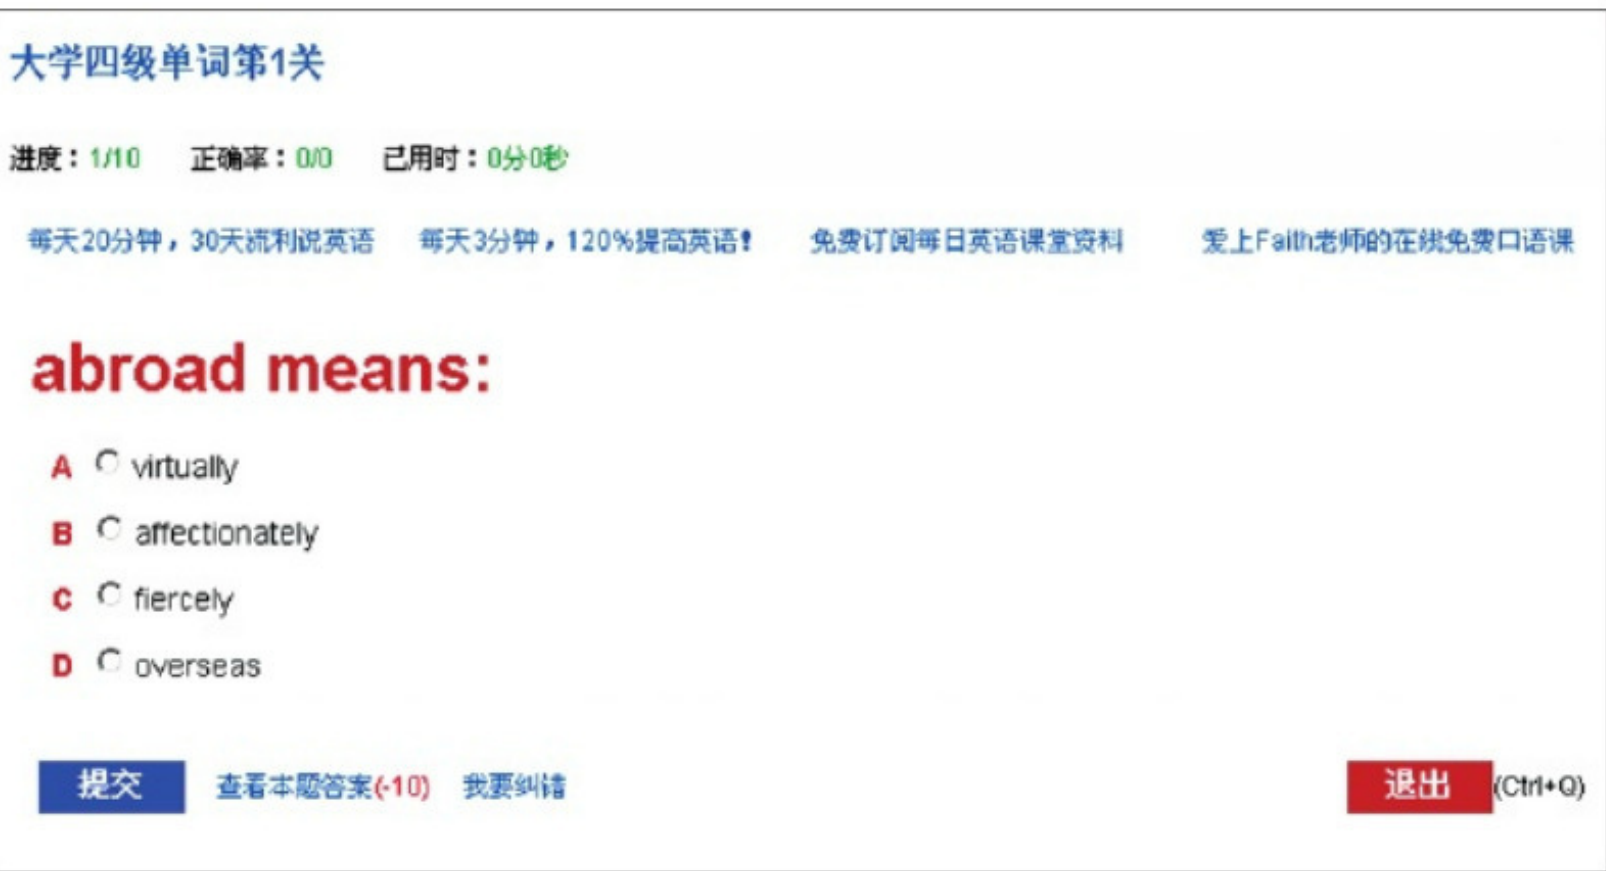 大学四级单词第1关
进度：1/10 正确率：0/0 已用时：0分0秒
每天20分钟，30天流利说英语 每天3分钟，120%提高英语！ 免费订阅每日英语课堂资料 爱上Faith老师的在线免费口语课
abroad means:
A virtually
B affectionately
C fiercely
D overseas
提交 查看本题答案(-10) 我要纠错 退出 (Ctrl+Q)